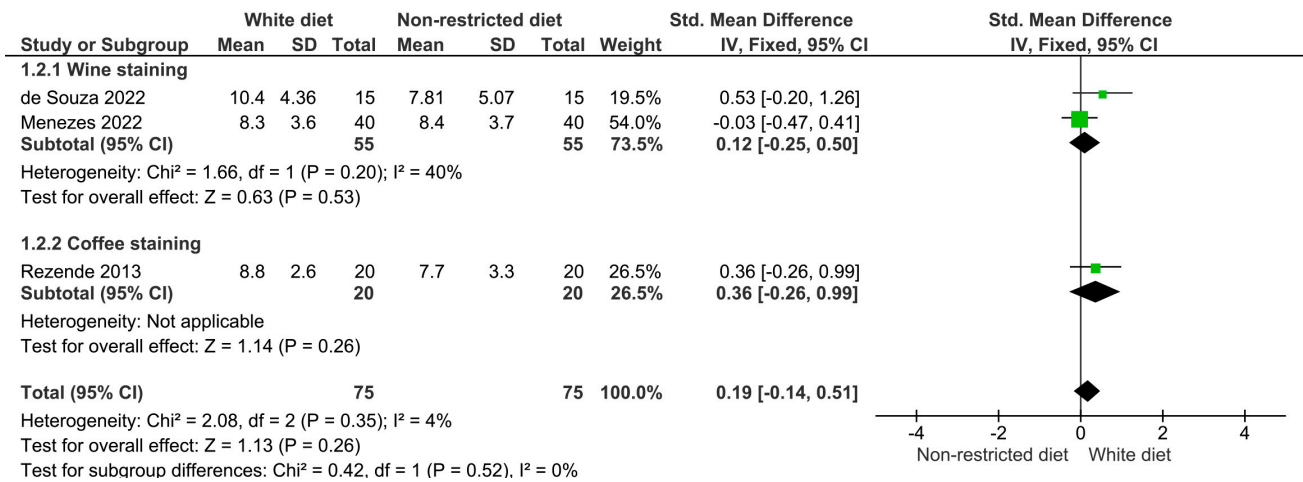 White diet Non-restricted diet Std. Mean Difference Std. Mean Difference
Study or Subgroup Mean SD Total Mean SD Total Weight IV, Fixed, 95% CI IV, Fixed, 95% CI
1.2.1 Wine staining
de Souza 2022 10.4 4.36 15 7.81 5.07 15 19.5% 0.53 [-0.20, 1.26]
Menezes 2022 8.3 3.6 40 8.4 3.7 40 54.0% -0.03 [-0.47, 0.41]
Subtotal (95% CI) 55 55 73.5% 0.12 [-0.25, 0.50]
Heterogeneity: Chi² = 1.66, df = 1 (P = 0.20); I² = 40%
Test for overall effect: Z = 0.63 (P = 0.53)
1.2.2 Coffee staining
Rezende 2013 8.8 2.6 20 7.7 3.3 20 26.5% 0.36 [-0.26, 0.99]
Subtotal (95% CI) 20 20 26.5% 0.36 [-0.26, 0.99]
Heterogeneity: Not applicable
Test for overall effect: Z = 1.14 (P = 0.26)
Total (95% CI) 75 75 100.0% 0.19 [-0.14, 0.51]
Heterogeneity: Chi² = 2.08, df = 2 (P = 0.35); I² = 4%
Test for overall effect: Z = 1.13 (P = 0.26)
Test for subgroup differences: Chi² = 0.42, df = 1 (P = 0.52), I² = 0%
-4 -2 0 2 4
Non-restricted diet White diet